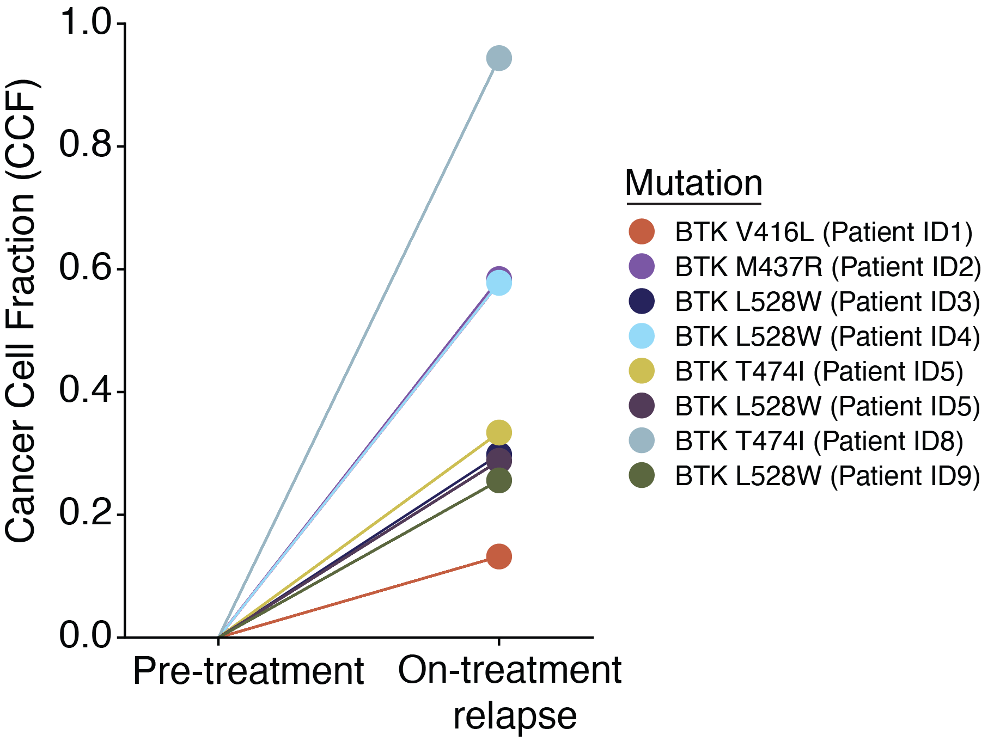 1.0
0.8
0.6
0.4
0.2
0.0
Cancer Cell Fraction (CCF)
Pre-treatment
On-treatment
relapse
Mutation
BTK V416L (Patient ID1)
BTK M437R (Patient ID2)
BTK L528W (Patient ID3)
BTK L528W (Patient ID4)
BTK T474I (Patient ID5)
BTK L528W (Patient ID5)
BTK T474I (Patient ID8)
BTK L528W (Patient ID9)